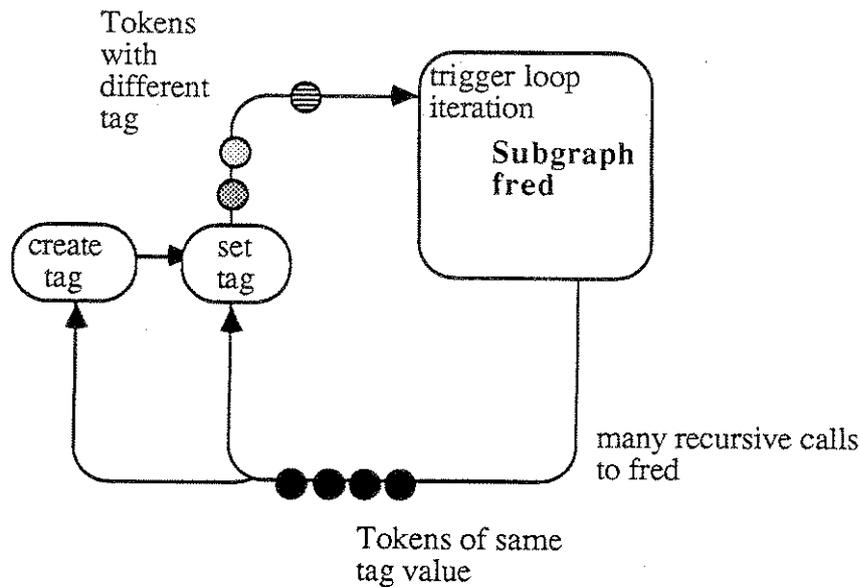 Tokens
with
different
tag
trigger loop
iteration
Subgraph
fred
create
tag
set
tag
many recursive calls
to fred
Tokens of same
tag value